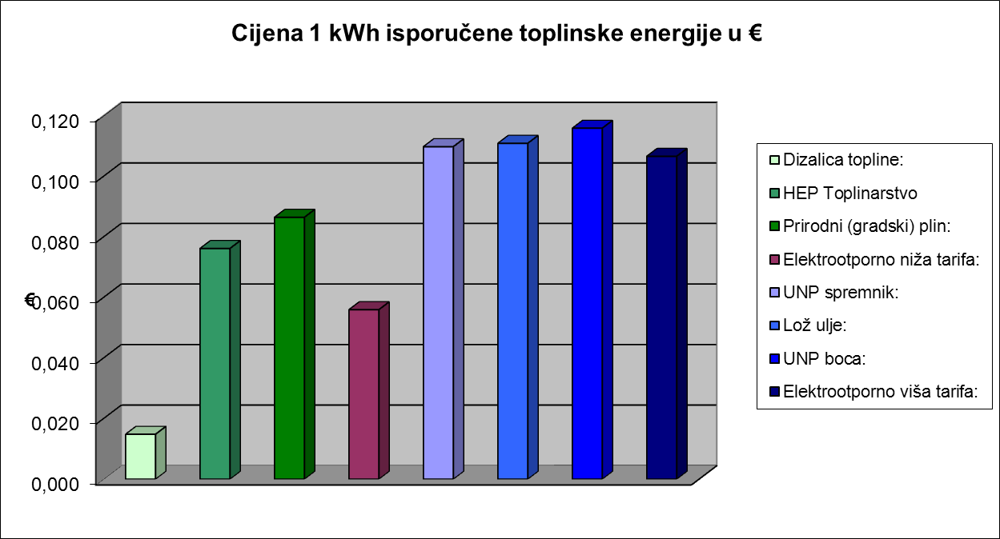 Cijena 1 kWh isporučene toplinske energije u €
0,120
0,100
0,080
0,060
0,040
0,020
0,000
€
Dizalica topline:
HEP Toplinarstvo
Prirodni (gradski) plin:
Elektrootporno niža tarifa:
UNP spremnik:
Lož ulje:
UNP boca:
Elektrootporno viša tarifa: